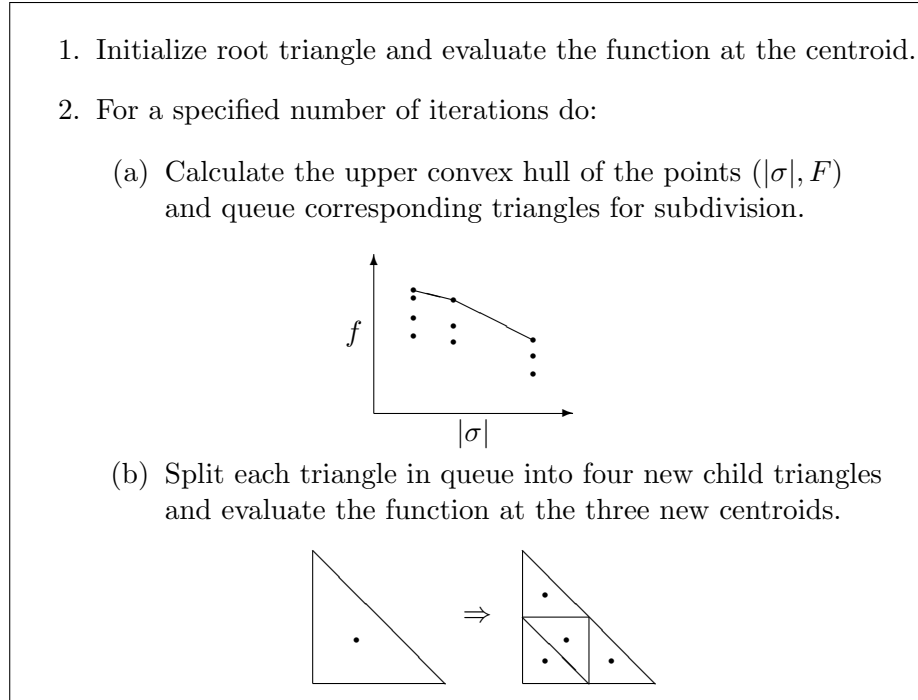 1. Initialize root triangle and evaluate the function at the centroid.
2. For a specified number of iterations do:
(a) Calculate the upper convex hull of the points (|σ|, F)
and queue corresponding triangles for subdivision.
f
|σ|
(b) Split each triangle in queue into four new child triangles
and evaluate the function at the three new centroids.
⇒